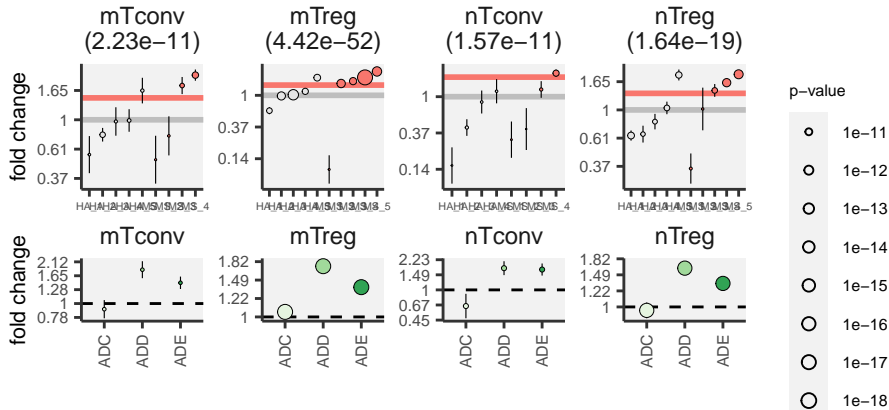 mTconv
(2.23e−11)
mTreg
(4.42e−52)
nTconv
(1.57e−11)
nTreg
(1.64e−19)
fold change
1.65
1
0.61
0.37
1
0.37
0.14
1
0.37
0.14
1.65
1
0.61
0.37
p−value
1e−11
1e−12
1e−13
1e−14
1e−15
1e−16
1e−17
1e−18
mTconv
mTreg
nTconv
nTreg
fold change
2.12
1.65
1.28
1
0.78
1.82
1.49
1.22
1
2.23
1.49
1
0.67
0.45
1.82
1.49
1.22
1
ADC
ADD
ADE
ADC
ADD
ADE
ADC
ADD
ADE
ADC
ADD
ADE